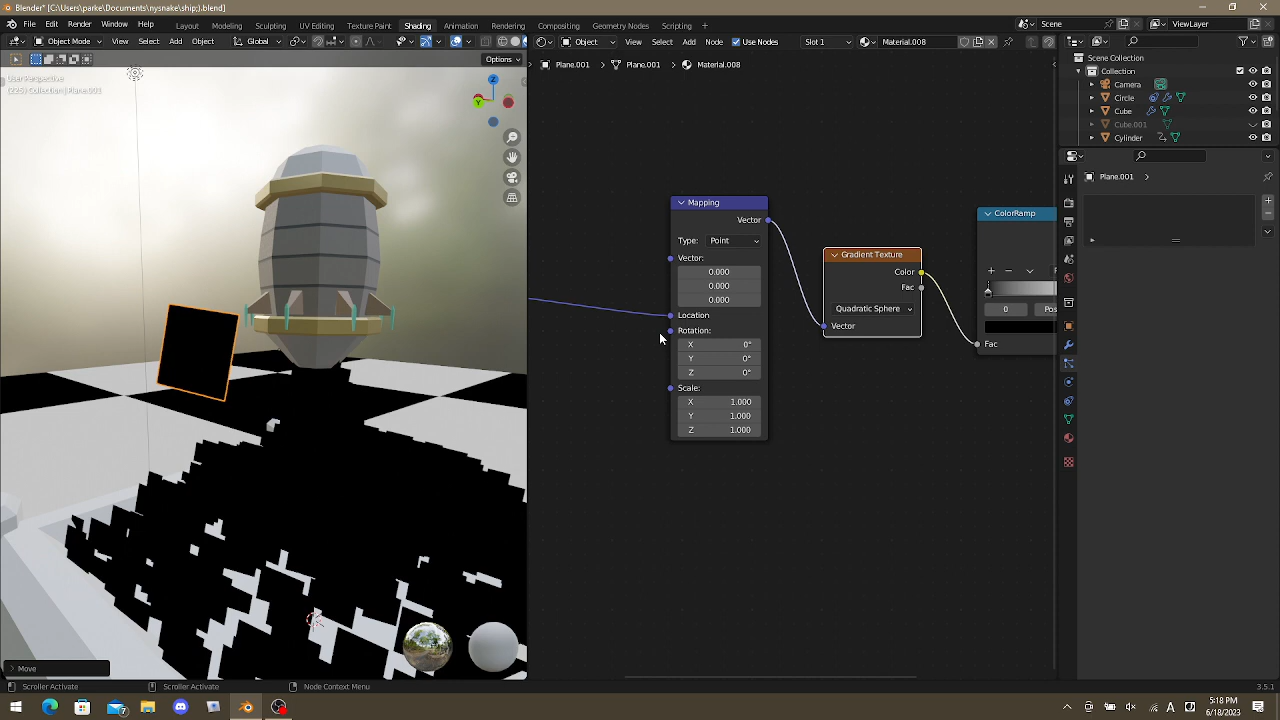 Blender* [C:\Users\parke\Documents\nysnake\ship;).blend]
File Edit Render Window Help Layout Modeling Sculpting UV Editing Texture Paint Shading Animation Rendering Compositing Geometry Nodes Scripting + Scene ViewLayer
Object Mode View Select Add Object Global Object View Select Add Node Use Nodes Slot 1 Material.008
Options
Plane.001 > Plane.001 > Material.008
User Perspective
(225) Collection | Plane.001
Z
Y
Scene Collection
Collection
Camera
Circle
Cube
Cube.001
Cylinder
Plane.001
Mapping
Vector
Type: Point
Vector:
0.000
0.000
0.000
Location
Rotation:
X 0°
Y 0°
Z 0°
Scale:
X 1.000
Y 1.000
Z 1.000
Gradient Texture
Color
Fac
Quadratic Sphere
Vector
ColorRamp
+ −
0 Pos
Fac
Move
Scroller Activate Scroller Activate Node Context Menu 3.5.1
7
5:18 PM
6/18/2023